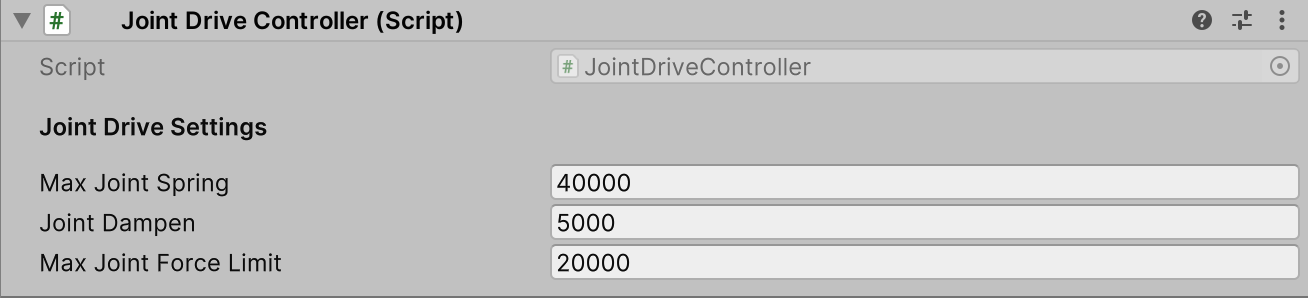 # Joint Drive Controller (Script)
Script # JointDriveController
Joint Drive Settings
Max Joint Spring 40000
Joint Dampen 5000
Max Joint Force Limit 20000